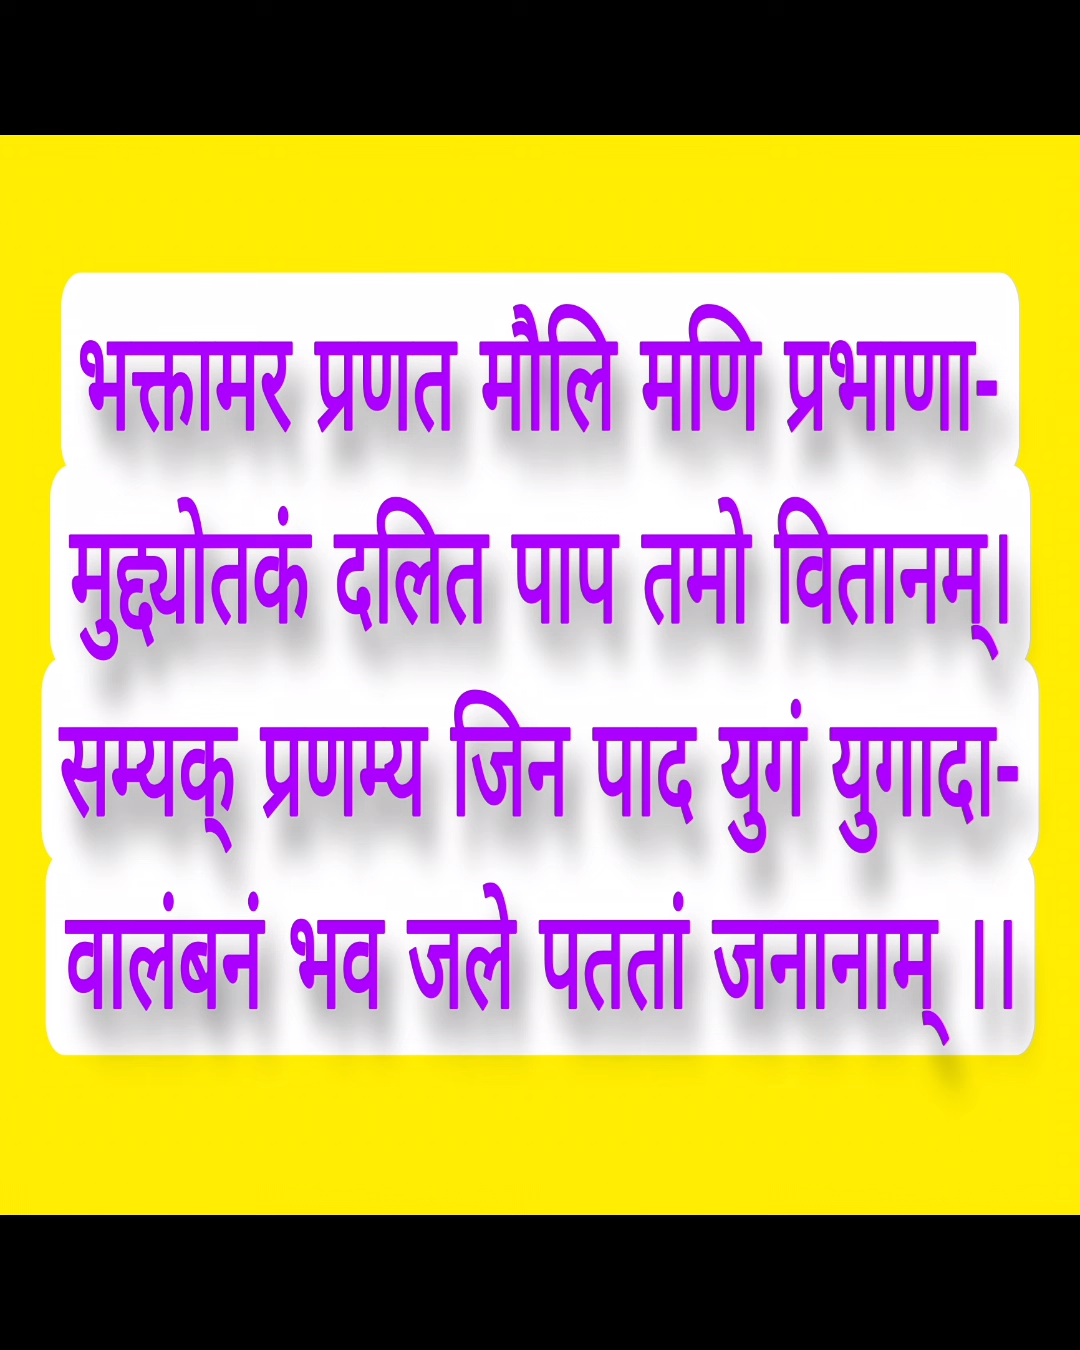 भक्तामर प्रणत मौलि मणि प्रभाणा-
मुद्द्योतकं दलित पाप तमो वितानम्।
सम्यक् प्रणम्य जिन पाद युगं युगादा-
वालंबनं भव जले पततां जनानाम् ।।